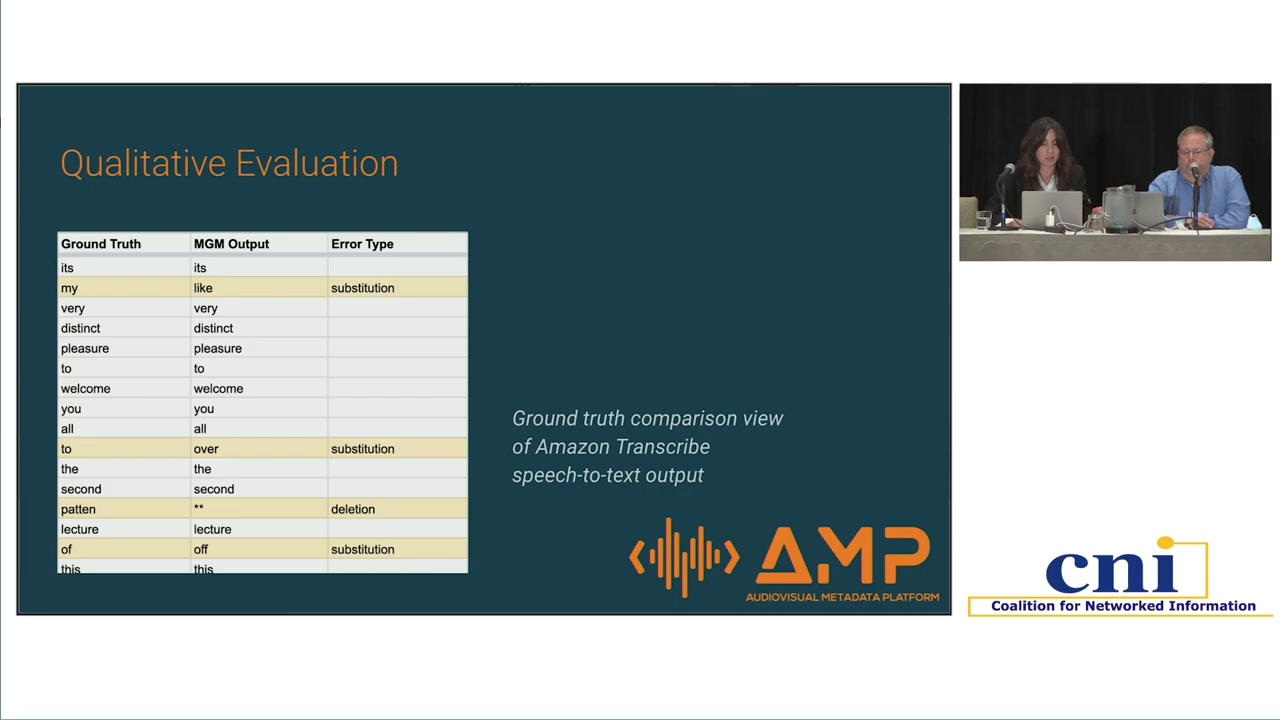 Qualitative Evaluation
Ground Truth MGM Output Error Type
its its
my like substitution
very very
distinct distinct
pleasure pleasure
to to
welcome welcome
you you
all all
to over substitution
the the
second second
patten ** deletion
lecture lecture
of off substitution
this this
Ground truth comparison view
of Amazon Transcribe
speech-to-text output
AMP
AUDIOVISUAL METADATA PLATFORM
cni
Coalition for Networked Information